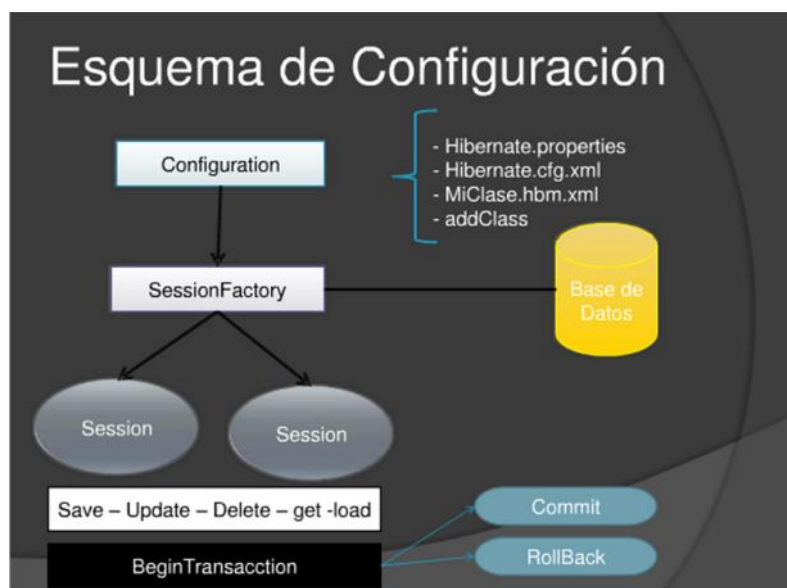 Esquema de Configuración
Configuration
- Hibernate.properties
- Hibernate.cfg.xml
- MiClase.hbm.xml
- addClass
SessionFactory
Base de
Datos
Session
Session
Save – Update – Delete – get -load
BeginTransacction
Commit
RollBack